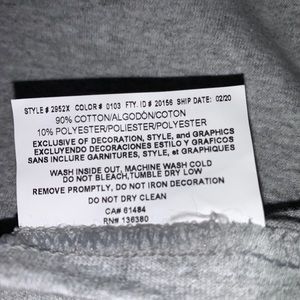 STYLE # 2952X COLOR # 0103 FTY. ID # 20156 SHIP DATE: 02/20
90% COTTON/ALGODÓN/COTON
10% POLYESTER/POLIESTER/POLYESTER
EXCLUSIVE OF DECORATION, STYLE, and GRAPHICS
EXCLUYENDO DECORACIONES ESTILO Y GRAFICOS
SANS INCLURE GARNITURES, STYLE, et GRAPHIQUES
WASH INSIDE OUT, MACHINE WASH COLD
DO NOT BLEACH,TUMBLE DRY LOW
REMOVE PROMPTLY, DO NOT IRON DECORATION
DO NOT DRY CLEAN
CA# 61484
RN# 136380